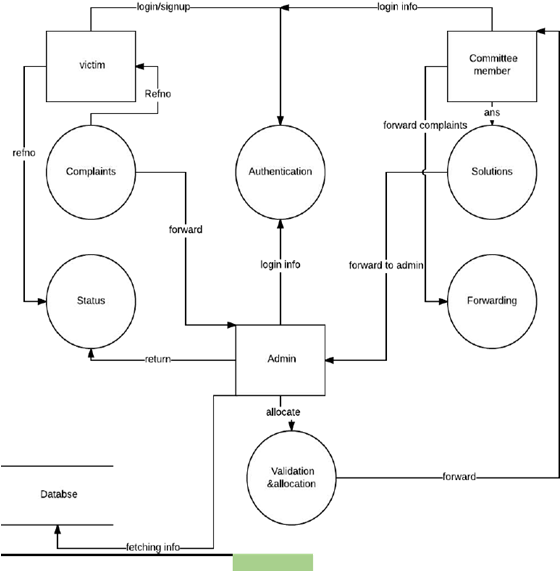 login/signup
login info
victim
Committee
member
Refno
ans
forward complaints
refno
Complaints
Authentication
Solutions
forward
login info
forward to admin
Status
Forwarding
return
Admin
allocate
Validation
&allocation
forward
Databse
fetching info